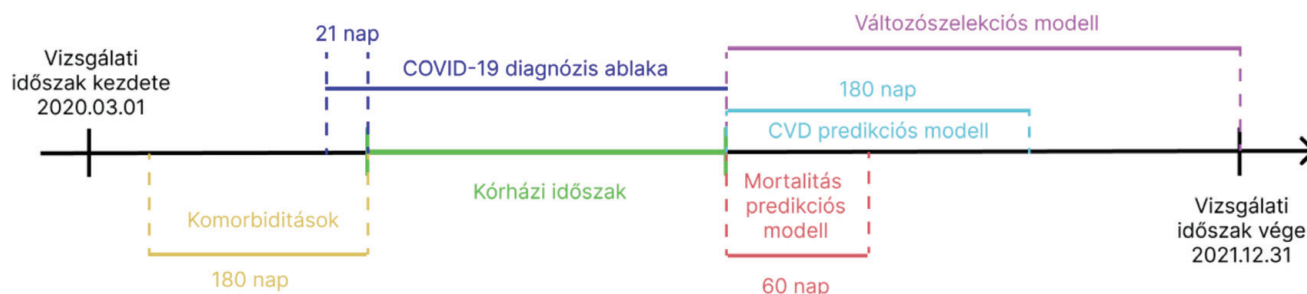 Vizsgálati
időszak kezdete
2020.03.01
21 nap
COVID-19 diagnózis ablaka
Változószelekciós modell
180 nap
CVD predikciós modell
Komorbiditások
180 nap
Kórházi időszak
Mortalitás
predikciós
modell
60 nap
Vizsgálati
időszak vége
2021.12.31